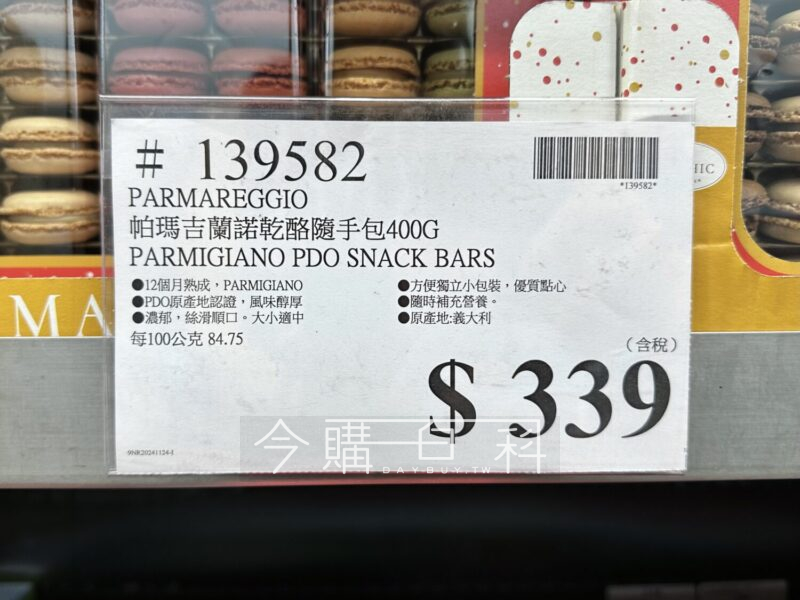 # 139582
*139582*
PARMAREGGIO
帕瑪吉蘭諾乾酪隨手包400G
PARMIGIANO PDO SNACK BARS
●12個月熟成，PARMIGIANO
●PDO原產地認證，風味醇厚
●濃郁，絲滑順口。大小適中
●方便獨立小包裝，優質點心
●隨時補充營養。
●原產地:義大利
每100公克 84.75
（含稅）
$ 339
9NR20241124-J
今購百科
DAYBUY.TW
MA
HIC